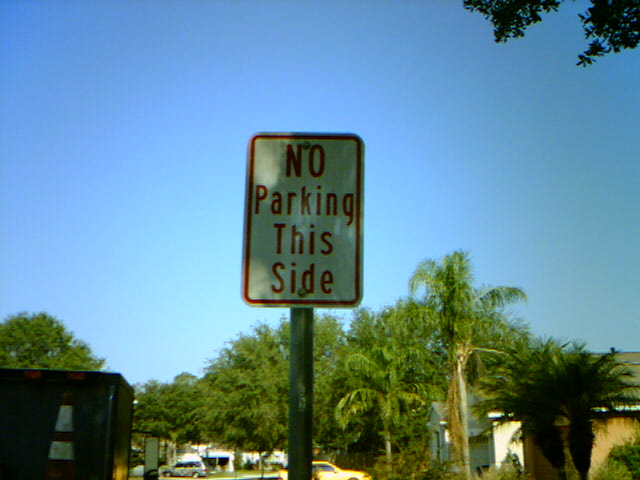 NO
Parking
This
Side